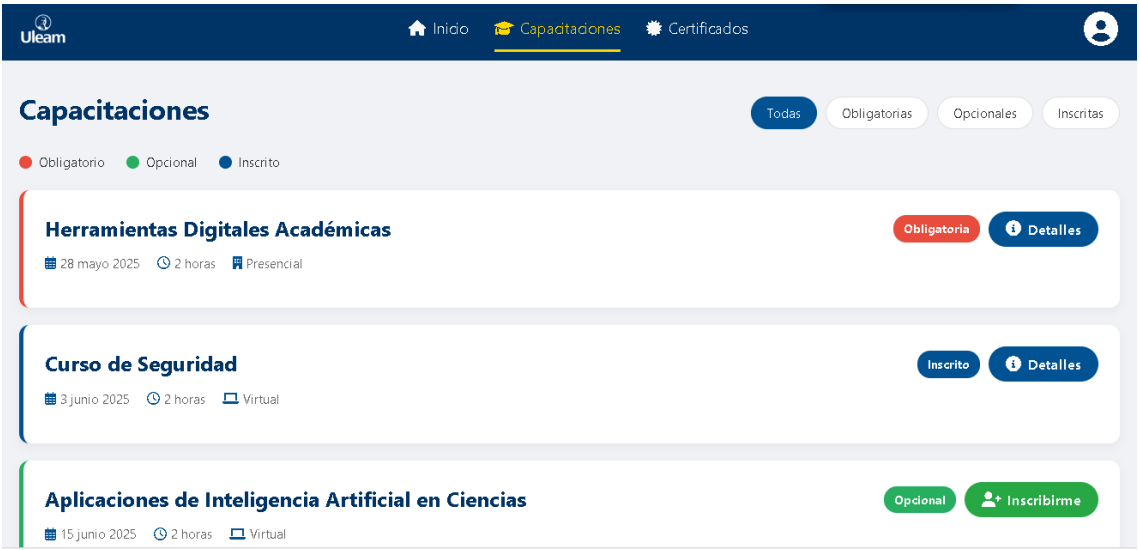 Uleam
Inicio Capacitaciones Certificados
Capacitaciones
Todas Obligatorias Opcionales Inscritas
Obligatorio Opcional Inscrito
Herramientas Digitales Académicas
Obligatoria Detalles
28 mayo 2025 2 horas Presencial
Curso de Seguridad
Inscrito Detalles
3 junio 2025 2 horas Virtual
Aplicaciones de Inteligencia Artificial en Ciencias
Opcional Inscribirme
15 junio 2025 2 horas Virtual